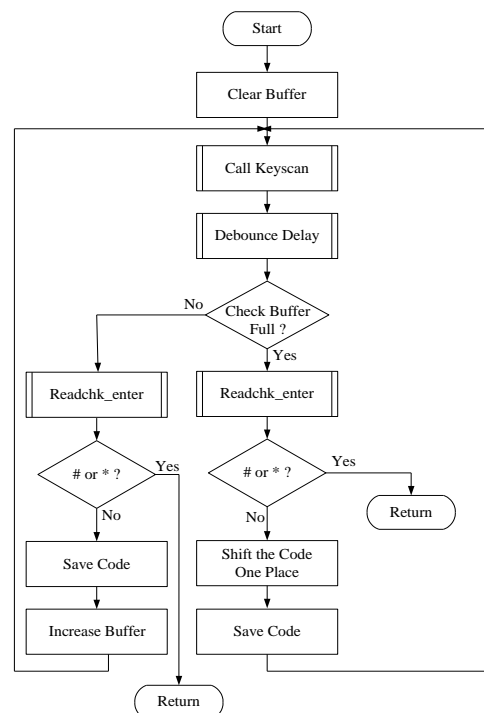 Start
Clear Buffer
Call Keyscan
Debounce Delay
No
Check Buffer
Full ?
Yes
Readchk_enter
Readchk_enter
# or * ?
Yes
# or * ?
Yes
No
No
Return
Save Code
Shift the Code
One Place
Increase Buffer
Save Code
Return